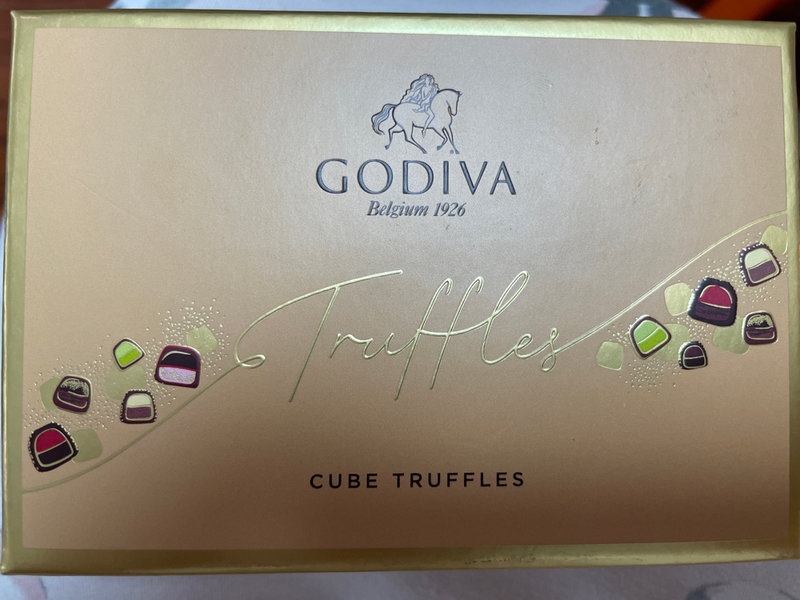 GODIVA
Belgium 1926
Truffles
CUBE TRUFFLES